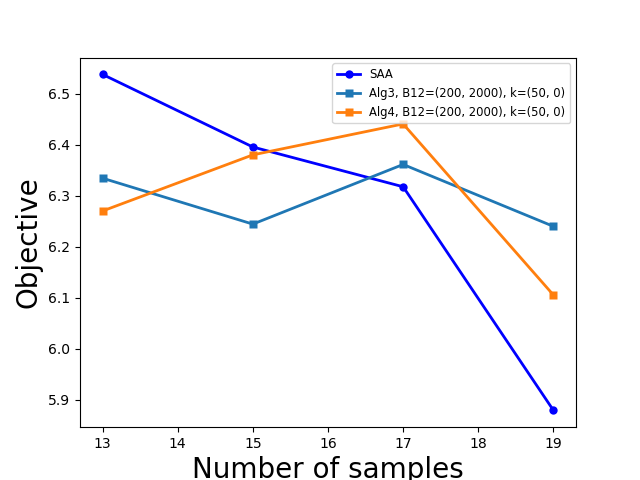 SAA
Alg3, B12=(200, 2000), k=(50, 0)
Alg4, B12=(200, 2000), k=(50, 0)
6.5
6.4
6.3
6.2
6.1
6.0
5.9
Objective
13 14 15 16 17 18 19
Number of samples